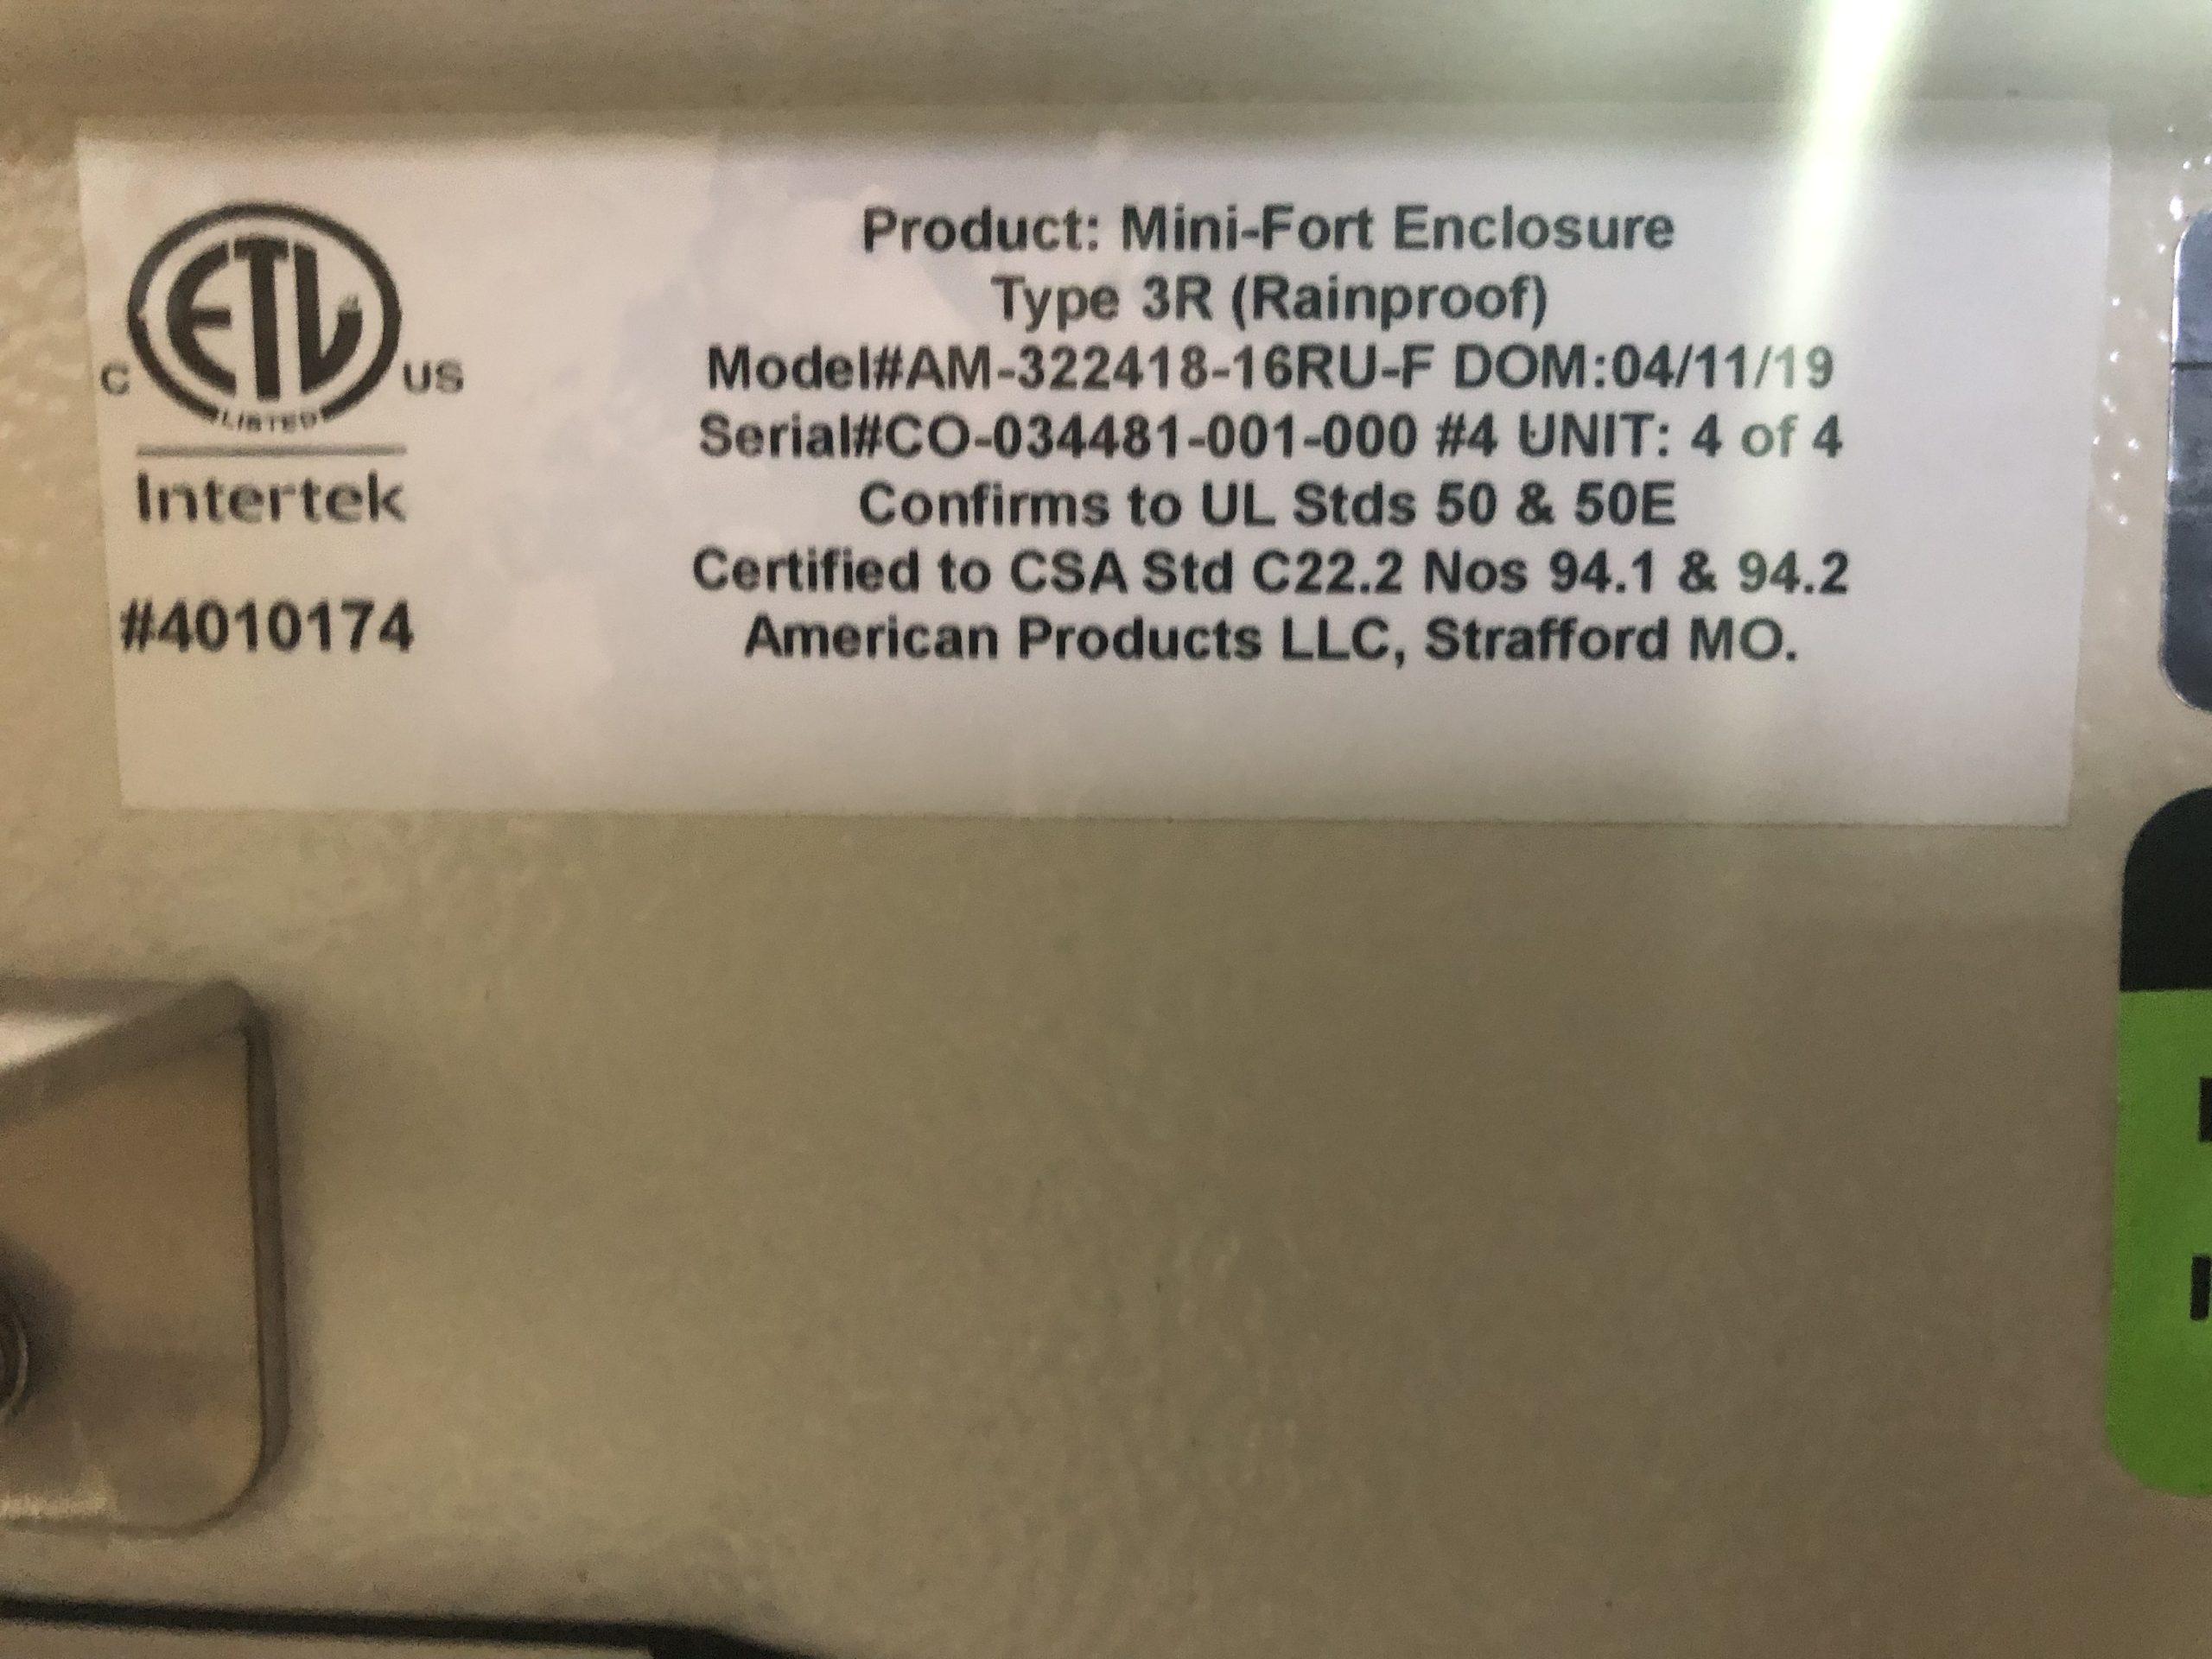 Product: Mini-Fort Enclosure
Type 3R (Rainproof)
Model#AM-322418-16RU-F DOM:04/11/19
Serial#CO-034481-001-000 #4 UNIT: 4 of 4
Confirms to UL Stds 50 & 50E
Certified to CSA Std C22.2 Nos 94.1 & 94.2
American Products LLC, Strafford MO.
ETL
C US
LISTED
Intertek
#4010174